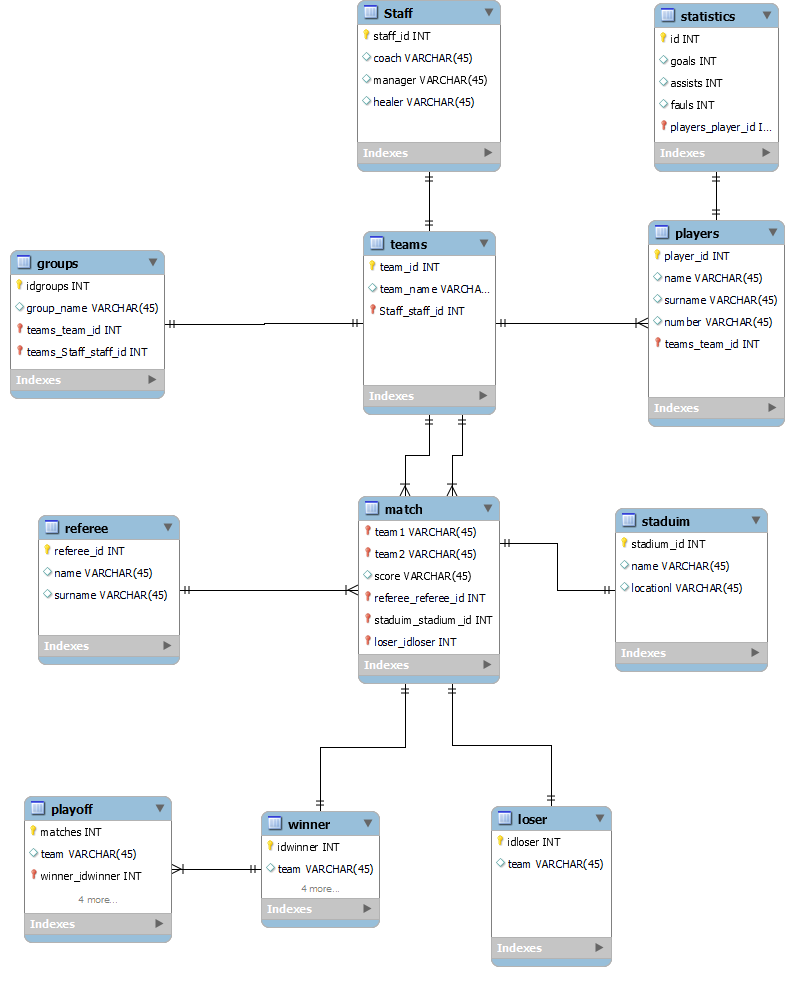 Staff
staff_id INT
coach VARCHAR(45)
manager VARCHAR(45)
healer VARCHAR(45)
Indexes
statistics
id INT
goals INT
assists INT
fauls INT
players_player_id I...
Indexes
groups
idgroups INT
group_name VARCHAR(45)
teams_team_id INT
teams_Staff_staff_id INT
Indexes
teams
team_id INT
team_name VARCHA...
Staff_staff_id INT
Indexes
players
player_id INT
name VARCHAR(45)
surname VARCHAR(45)
number VARCHAR(45)
teams_team_id INT
Indexes
referee
referee_id INT
name VARCHAR(45)
surname VARCHAR(45)
Indexes
match
team1 VARCHAR(45)
team2 VARCHAR(45)
score VARCHAR(45)
referee_referee_id INT
staduim_stadium_id INT
loser_idloser INT
Indexes
staduim
stadium_id INT
name VARCHAR(45)
locationl VARCHAR(45)
Indexes
playoff
matches INT
team VARCHAR(45)
winner_idwinner INT
4 more...
Indexes
winner
idwinner INT
team VARCHAR(45)
4 more...
Indexes
loser
idloser INT
team VARCHAR(45)
Indexes